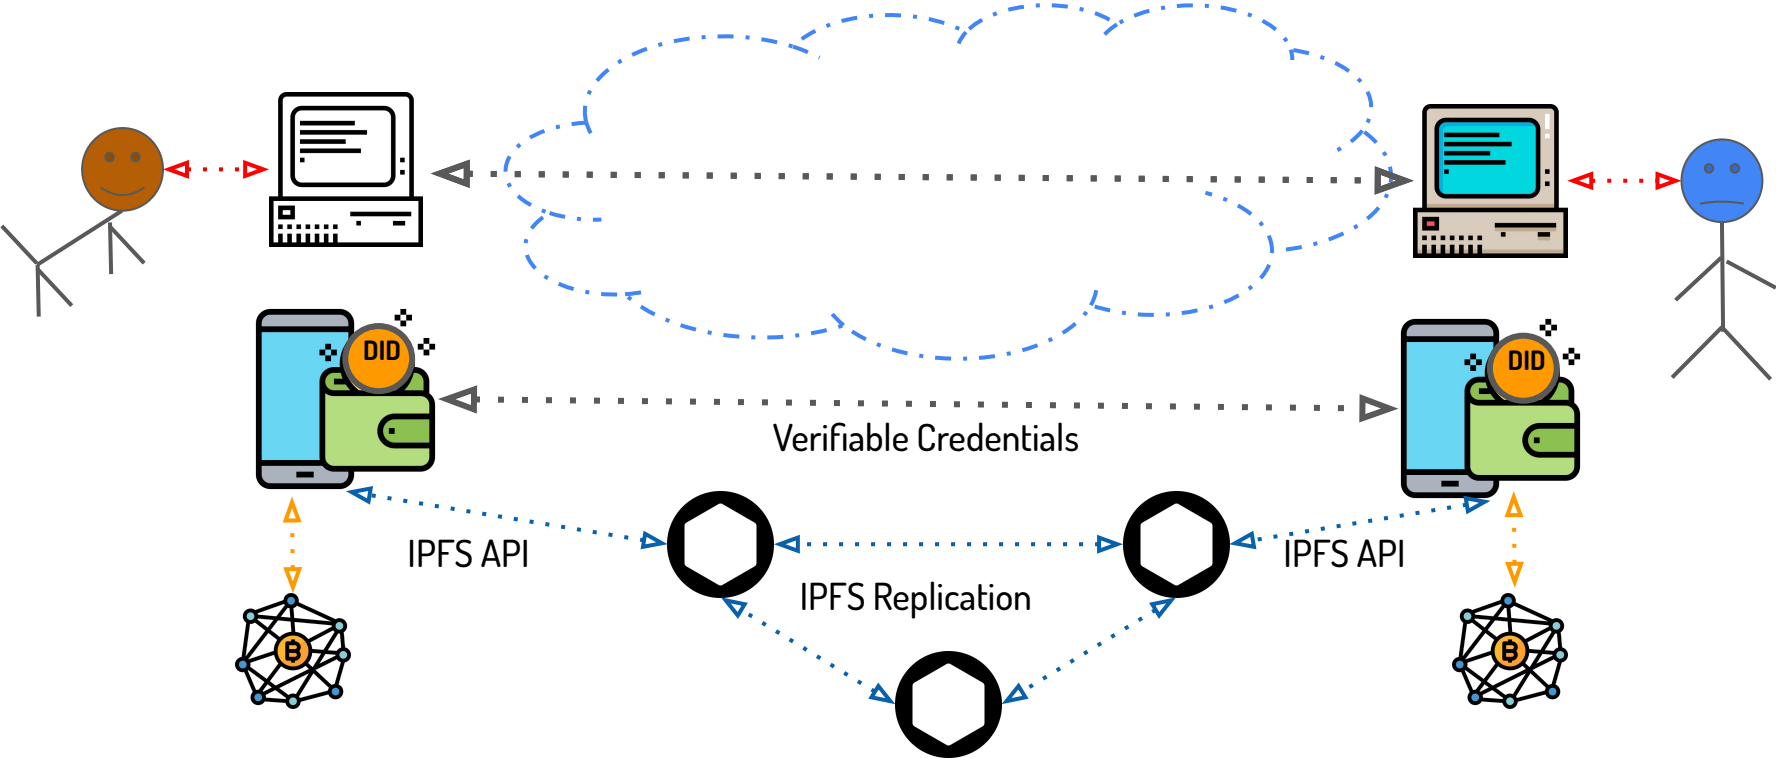 DID
DID
Verifiable Credentials
IPFS API
IPFS API
IPFS Replication
B
B